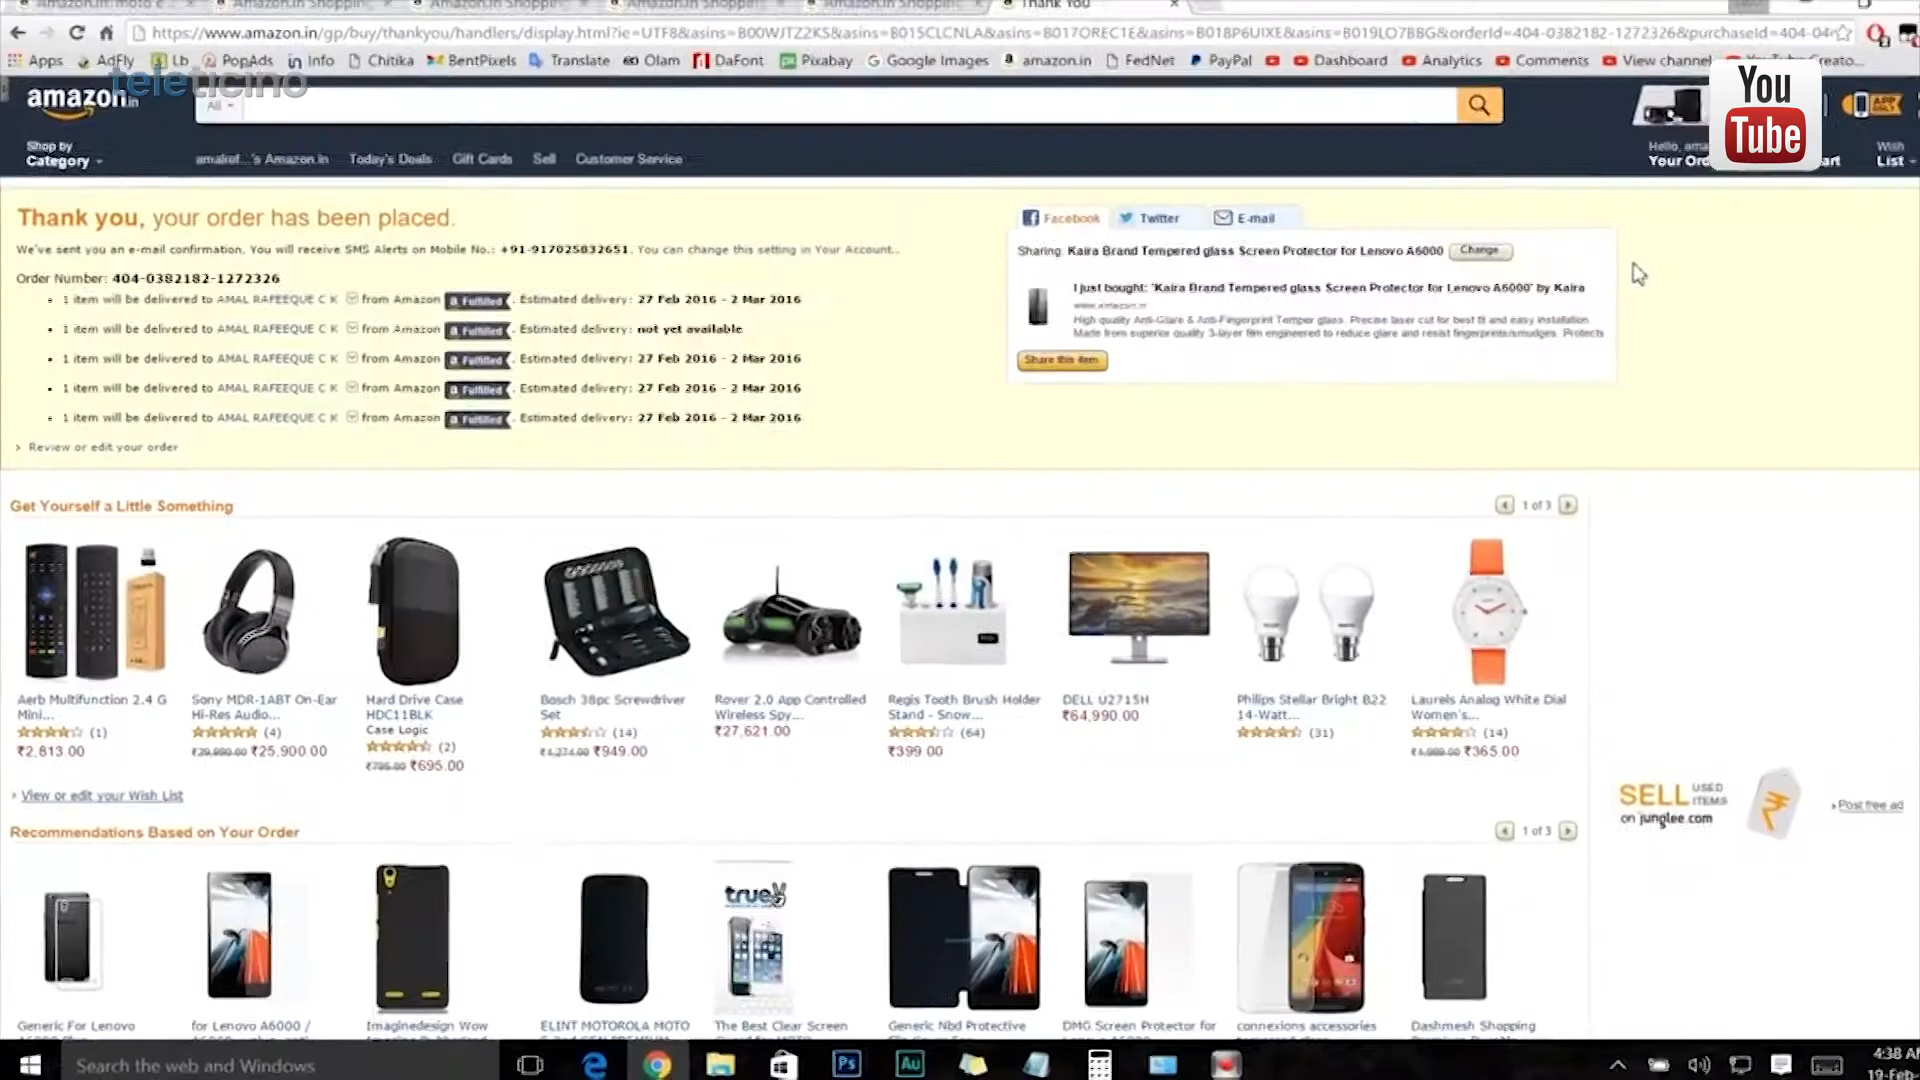 Thank You
https://www.amazon.in/gp/buy/thankyou/handlers/display.html?ie=UTF8&asins=B00WJTZ2KS&asins=B015CLCNLA&asins=B017OREC1E&asins=B018P6UIXE&asins=B019LO7BBG&orderId=404-0382182-1272326&purchaseId=404-04
Apps AdFly Lb PopAds Info Chitika BentPixels Translate Olam DaFont Pixabay Google Images amazon.in FedNet PayPal Dashboard Analytics Comments View channel
teleticino
amazon.in
All
You Tube
APP
Shop by
Category
's Amazon.in Today's Deals Gift Cards Sell Customer Service
Hello,
Your
Wish
List
Thank you, your order has been placed.
We've sent you an e-mail confirmation. You will receive SMS Alerts on Mobile No.: +91-917025832651. You can change this setting in Your Account..
Order Number: 404-0382182-1272326
1 item will be delivered to AMAL RAFEEQUE C K from Amazon a Fulfilled . Estimated delivery: 27 Feb 2016 - 2 Mar 2016
1 item will be delivered to AMAL RAFEEQUE C K from Amazon a Fulfilled . Estimated delivery: not yet available
1 item will be delivered to AMAL RAFEEQUE C K from Amazon a Fulfilled . Estimated delivery: 27 Feb 2016 - 2 Mar 2016
1 item will be delivered to AMAL RAFEEQUE C K from Amazon a Fulfilled . Estimated delivery: 27 Feb 2016 - 2 Mar 2016
1 item will be delivered to AMAL RAFEEQUE C K from Amazon a Fulfilled . Estimated delivery: 27 Feb 2016 - 2 Mar 2016
Review or edit your order
Facebook Twitter E-mail
Sharing: Kaira Brand Tempered glass Screen Protector for Lenovo A6000 Change
I just bought: 'Kaira Brand Tempered glass Screen Protector for Lenovo A6000' by Kaira
www.amazon.in
High quality Anti-Glare & Anti-Fingerprint Temper glass. Precise laser cut for best fit and easy installation.
Made from superior quality 3-layer film engineered to reduce glare and resist fingerprints/smudges. Protects
Share this item
Get Yourself a Little Something
1 of 3
Aerb Multifunction 2.4 G
Mini...
(1)
₹2,813.00
Sony MDR-1ABT On-Ear
Hi-Res Audio...
(4)
₹29,990.00 ₹25,900.00
Hard Drive Case
HDC11BLK
Case Logic
(2)
₹795.00 ₹695.00
Bosch 38pc Screwdriver
Set
(14)
₹1,274.00 ₹949.00
Rover 2.0 App Controlled
Wireless Spy...
₹27,621.00
Regis Tooth Brush Holder
Stand - Snow...
(64)
₹399.00
DELL U2715H
₹64,990.00
Philips Stellar Bright B22
14-Watt...
(31)
Laurels Analog White Dial
Women's...
(14)
₹1,999.00 ₹365.00
View or edit your Wish List
SELL USED ITEMS
on junglee.com
Post free ad
Recommendations Based on Your Order
1 of 3
true
Generic For Lenovo
for Lenovo A6000 /
Imaginedesign Wow
ELINT MOTOROLA MOTO
The Best Clear Screen
Generic Nbd Protective
DMG Screen Protector for
connexions accessories
Dashmesh Shopping
Search the web and Windows
Ps
Au
4:38 AM
19-Feb-